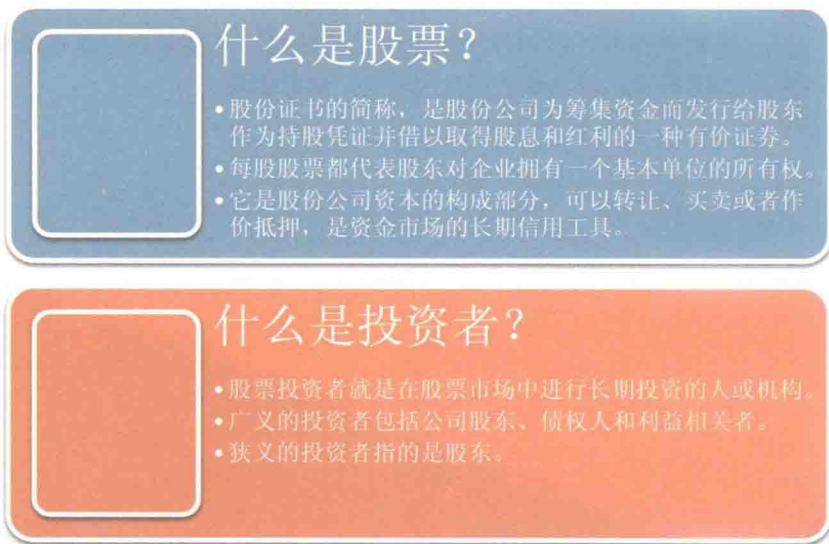 什么是股票？
•股份证书的简称，是股份公司为筹集资金而发行给股东
作为持股凭证并借以取得股息和红利的一种有价证券。
•每股股票都代表股东对企业拥有一个基本单位的所有权。
•它是股份公司资本的构成部分，可以转让、买卖或者作
价抵押，是资金市场的长期信用工具。
什么是投资者？
•股票投资者就是在股票市场中进行长期投资的人或机构。
•广义的投资者包括公司股东、债权人和利益相关者。
•狭义的投资者指的是股东。